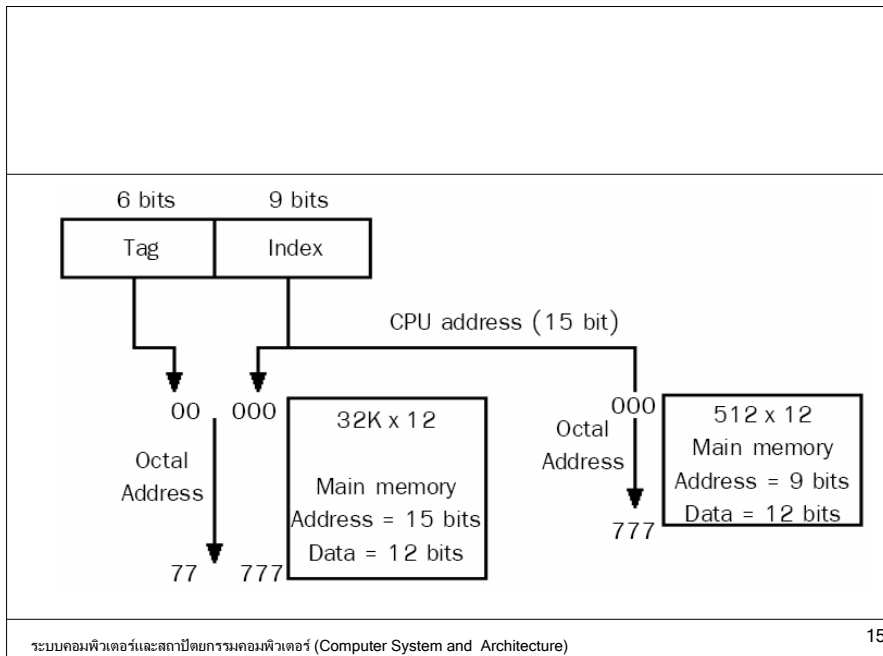 6 bits 9 bits
Tag Index
CPU address (15 bit)
00 000
32K x 12
Octal
Address
Main memory
Address = 15 bits
Data = 12 bits
77 777
000
Octal
Address
777
512 x 12
Main memory
Address = 9 bits
Data = 12 bits
ระบบคอมพิวเตอร์และสถาปัตยกรรมคอมพิวเตอร์ (Computer System and Architecture)
15